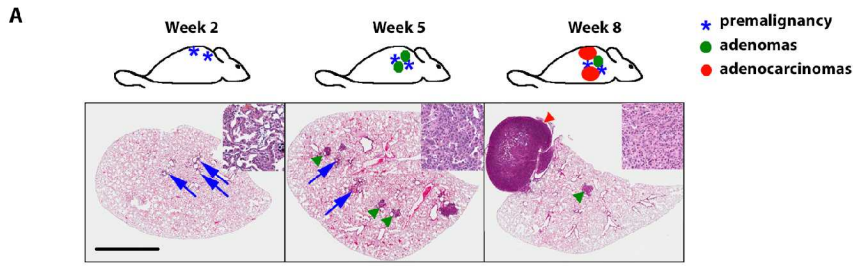 A
Week 2
Week 5
Week 8
* premalignancy
adenomas
adenocarcinomas